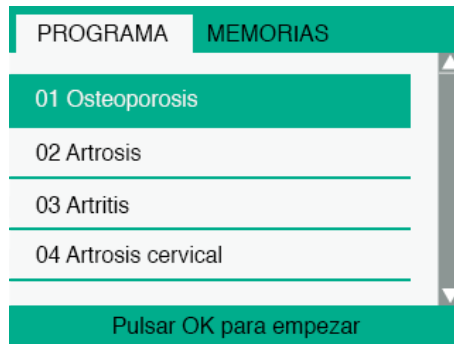 PROGRAMA MEMORIAS
01 Osteoporosis
02 Artrosis
03 Artritis
04 Artrosis cervical
Pulsar OK para empezar